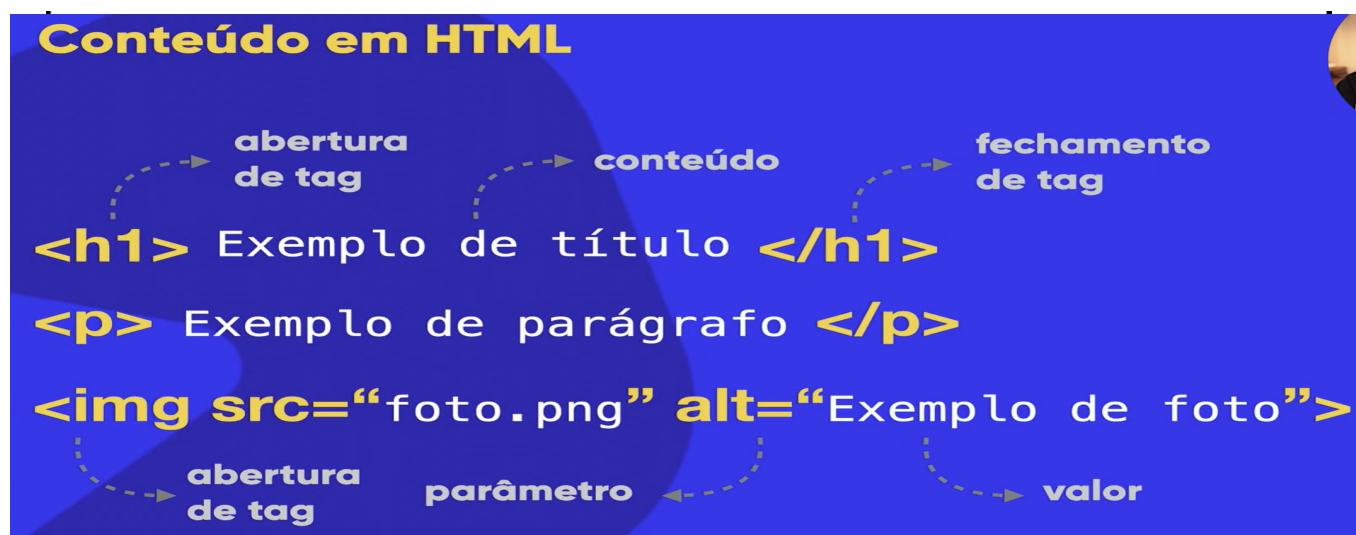 Conteúdo em HTML
abertura
de tag
conteúdo
fechamento
de tag
<h1> Exemplo de título </h1>
<p> Exemplo de parágrafo </p>
<img src=“foto.png” alt=“Exemplo de foto”>
abertura
de tag
parâmetro
valor